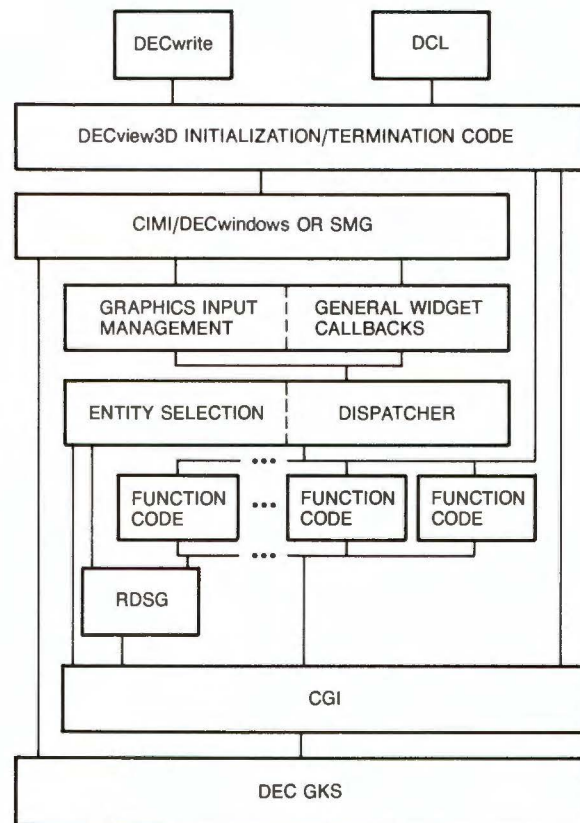 DECwrite
DCL
DECview3D INITIALIZATION/TERMINATION CODE
CIMI/DECwindows OR SMG
GRAPHICS INPUT
MANAGEMENT
GENERAL WIDGET
CALLBACKS
ENTITY SELECTION
DISPATCHER
•••
FUNCTION
CODE
•••
FUNCTION
CODE
FUNCTION
CODE
•••
RDSG
CGI
DEC GKS